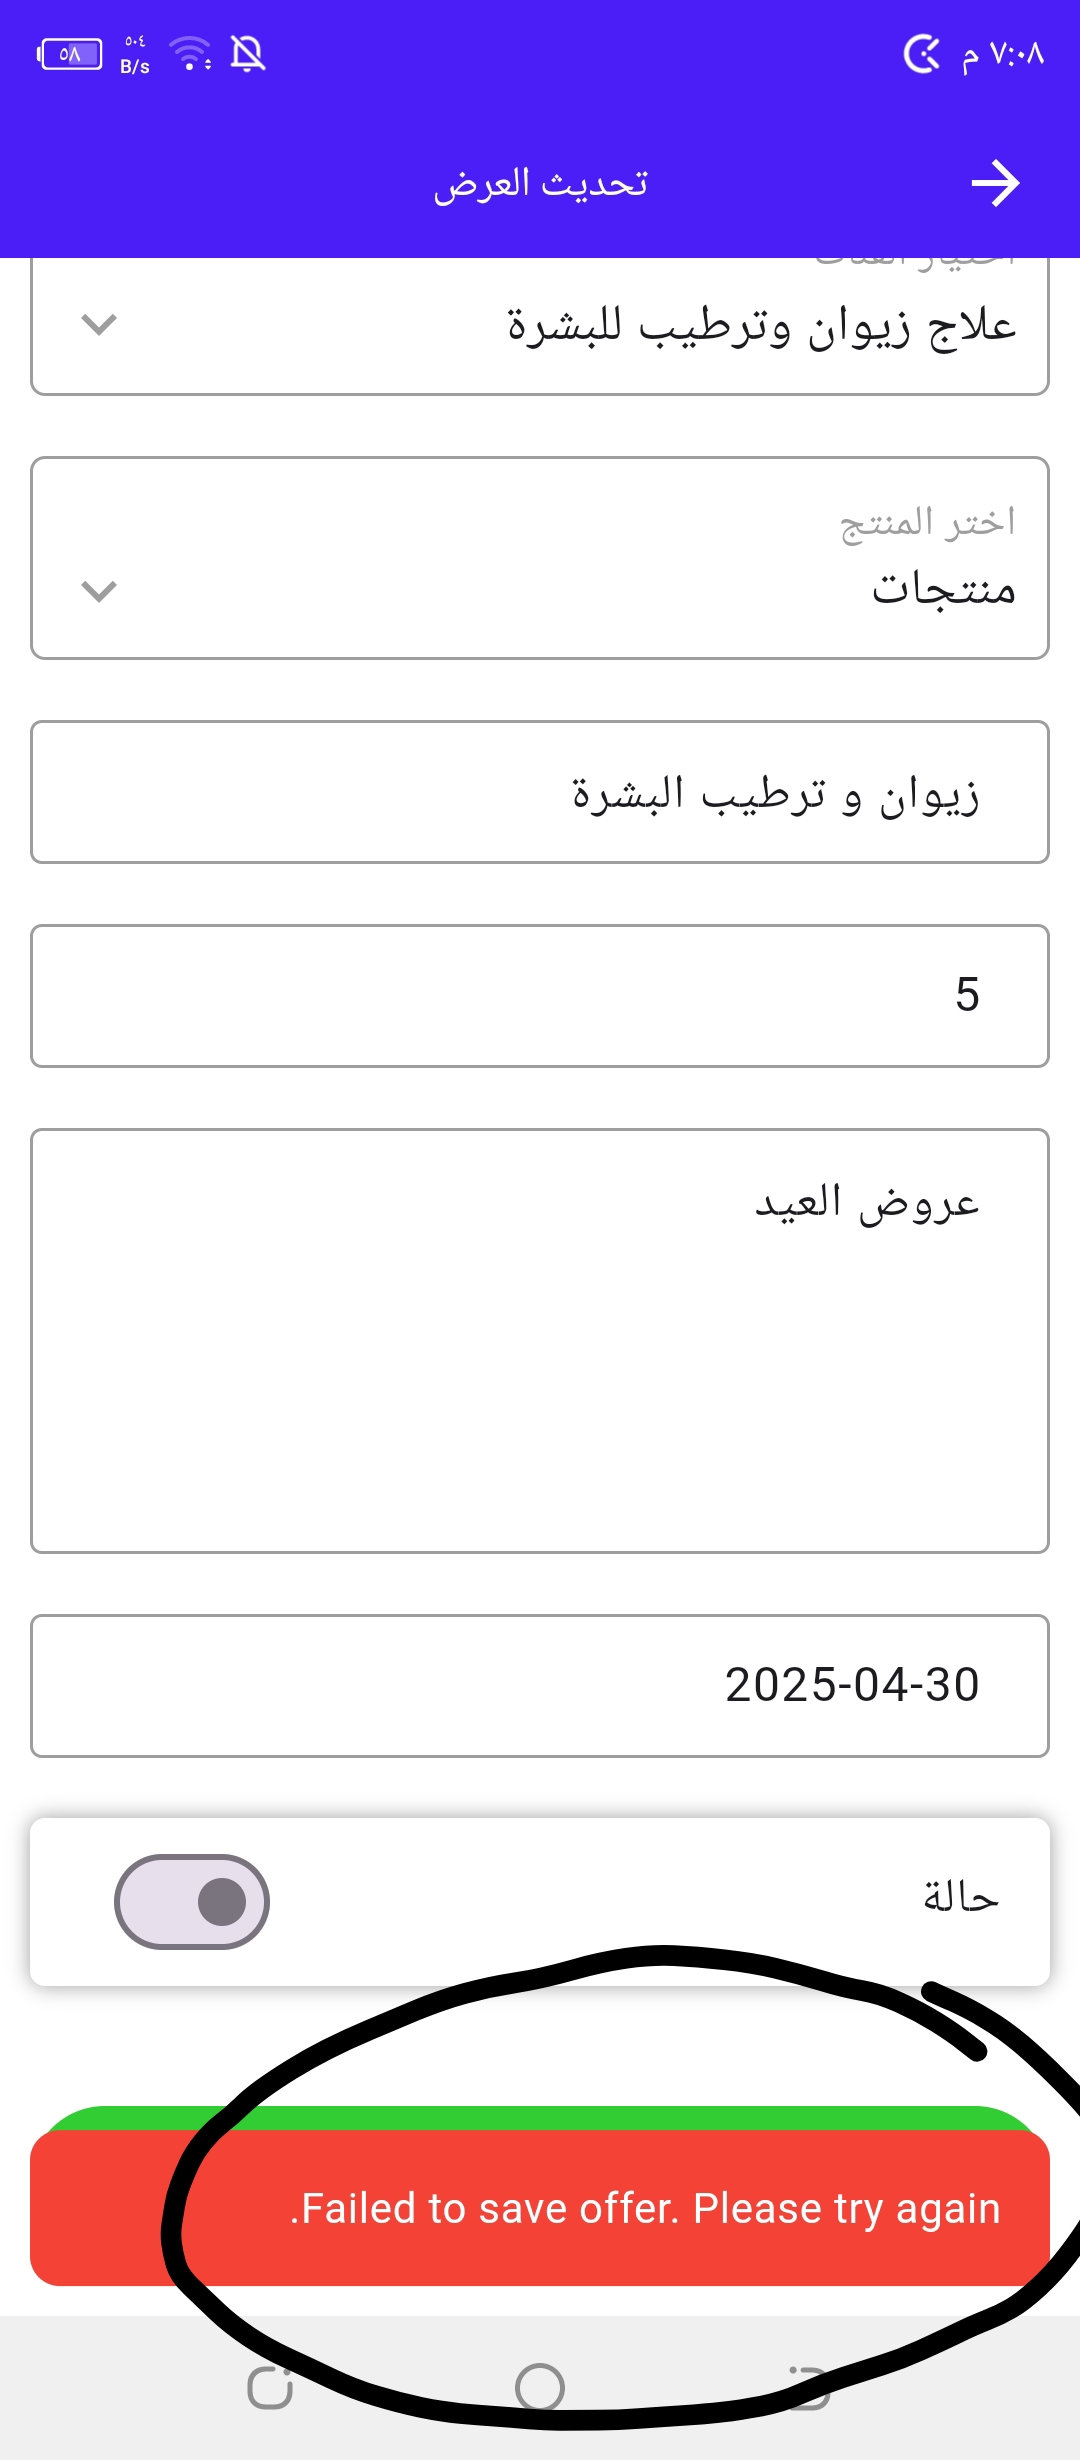 ٧:٠٨ م
٥٠٤ B/s
٥٨
تحديث العرض
علاج زيوان وترطيب للبشرة
اختر المنتج
منتجات
زيوان و ترطيب البشرة
5
عروض العيد
2025-04-30
حالة
.Failed to save offer. Please try again